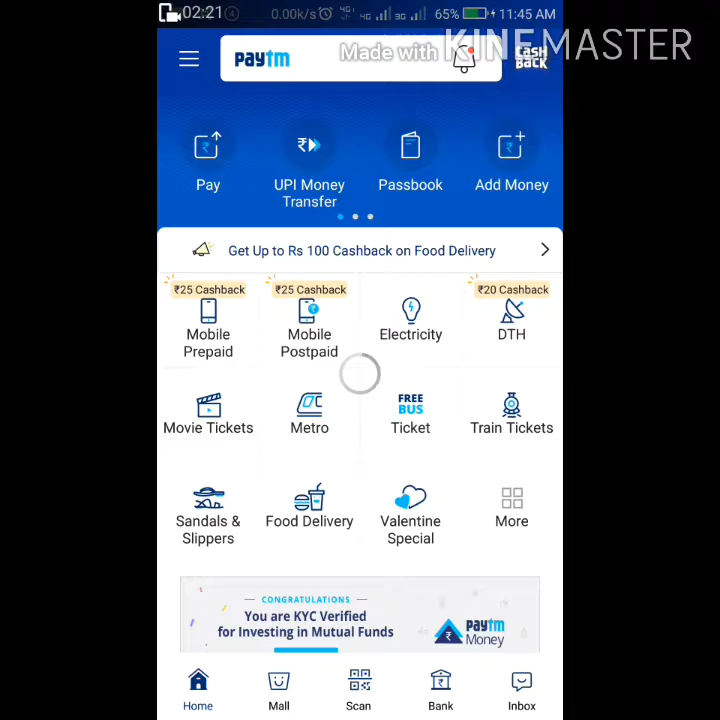 02:21
0.00k/s 4G 4G 3G 65% 11:45 AM
Made with KINEMASTER
paytm
CASH
BACK
Pay
UPI Money
Transfer
Passbook
Add Money
Get Up to Rs 100 Cashback on Food Delivery
₹25 Cashback
₹25 Cashback
₹20 Cashback
Mobile
Prepaid
Mobile
Postpaid
Electricity
DTH
Movie Tickets
Metro
FREE
BUS
Ticket
Train Tickets
Sandals &
Slippers
Food Delivery
Valentine
Special
More
CONGRATULATIONS
You are KYC Verified
for Investing in Mutual Funds
paytm
Money
Home
Mall
Scan
Bank
Inbox